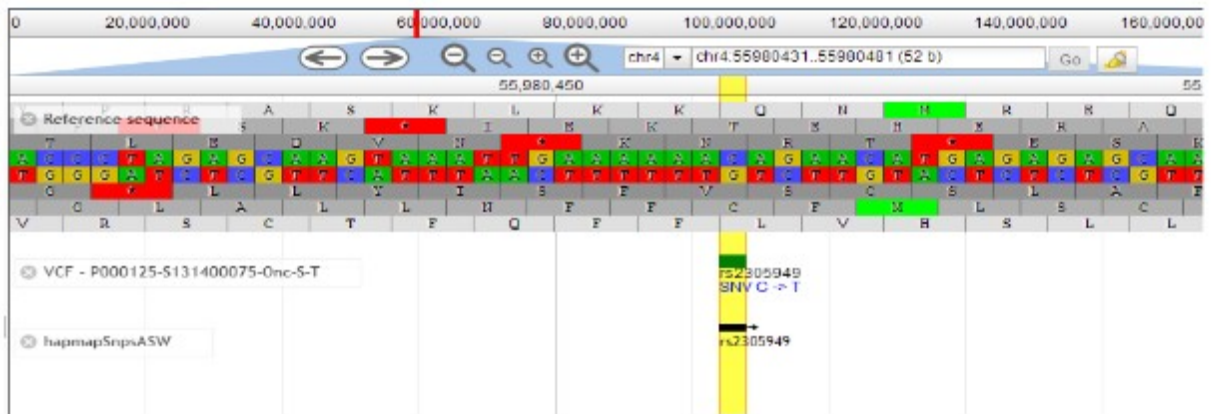 0 20,000,000 40,000,000 60,000,000 80,000,000 100,000,000 120,000,000 140,000,000 160,000,00
chr4 chr4:55980431..55980481 (52 b) Go
55,980,450 55
A S K L K K Q N M R E Q
Reference sequence
S K * I E K T E H E R A
T L E Q V N * K N R T * E S K
A C C C T A G A G C A A G T A A A T T G A A A A A A C A G A A C A T G A G A G A G C A A
T G G G A T C T C G T T C A T T T A A C T T T T T T G T C T T G T A C T C T C T C G T T
G * L L Y I S F F V S C S L A F
G L A L L N F F C F M L S C
V R S C T F Q F F L V H S L L
VCF - P000125-S131400075-Onc-S-T
rs2305949
SNV C -> T
hapmapSnpsASW
rs2305949